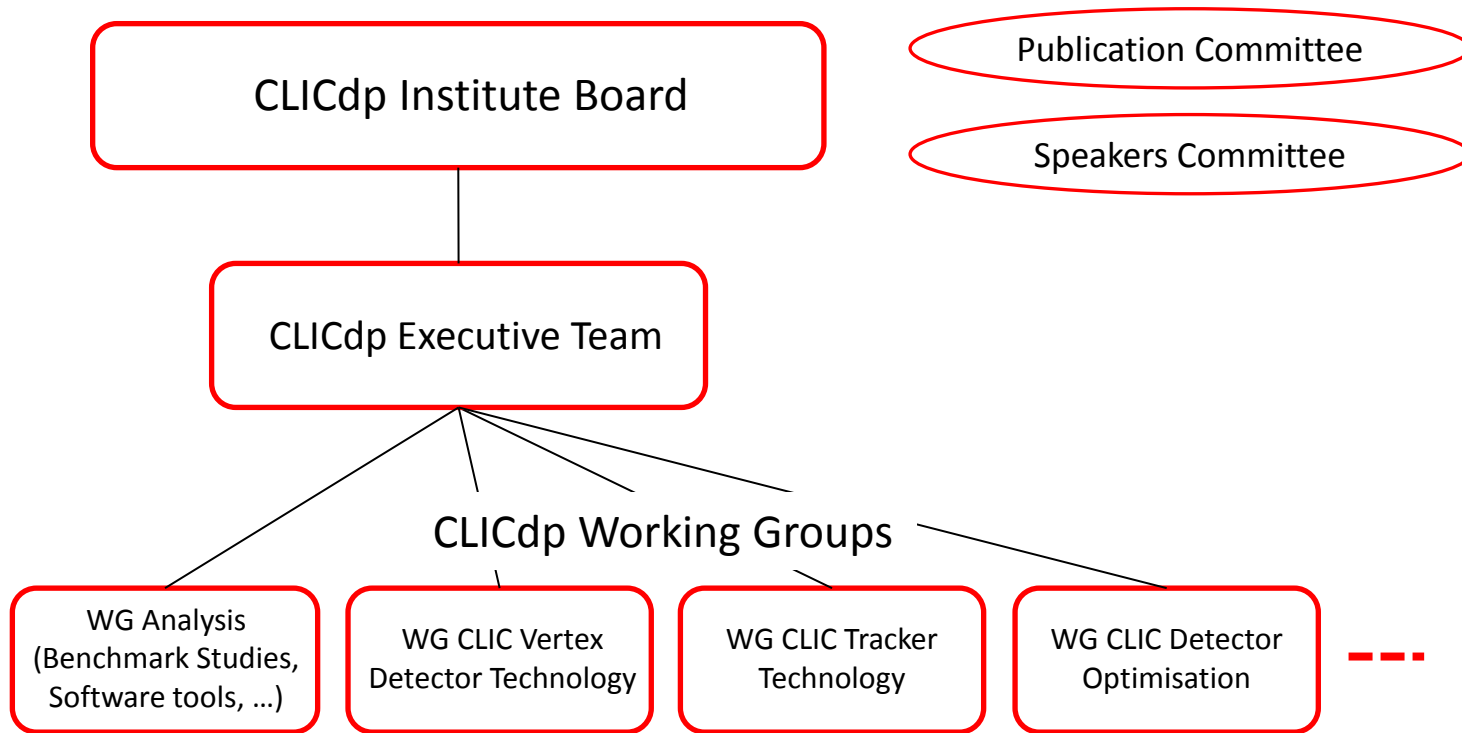 CLICdp Institute Board
Publication Committee
Speakers Committee
CLICdp Executive Team
CLICdp Working Groups
WG Analysis
(Benchmark Studies,
Software tools, …)
WG CLIC Vertex
Detector Technology
WG CLIC Tracker
Technology
WG CLIC Detector
Optimisation